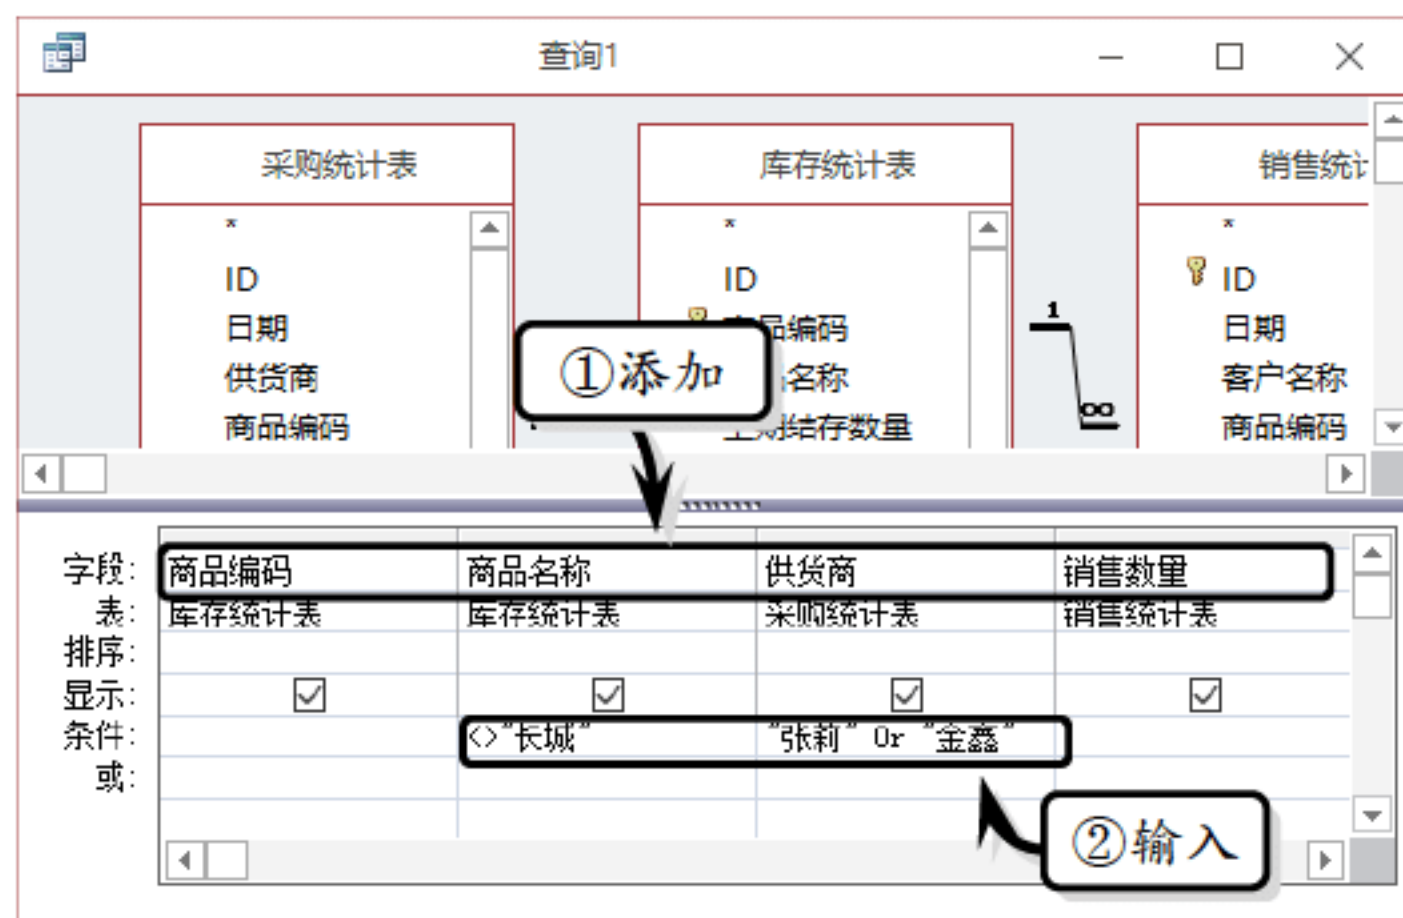 查询1
采购统计表
*
ID
日期
供货商
商品编码
库存统计表
*
ID
品编码
名称
结存数量
销售统计
*
ID
日期
客户名称
商品编码
1
∞
①添加
字段: 商品编码 商品名称 供货商 销售数量
表: 库存统计表 库存统计表 采购统计表 销售统计表
排序:
显示:
条件: <>"长城" "张莉" Or "金鑫"
或:
②输入